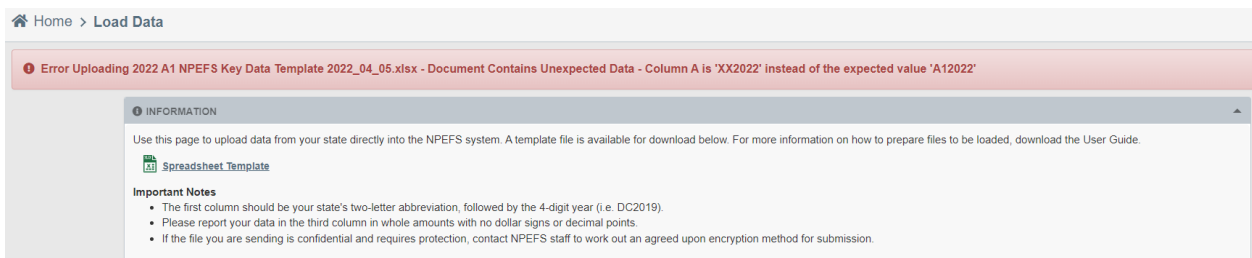 Home > Load Data
Error Uploading 2022 A1 NPEFS Key Data Template 2022_04_05.xlsx - Document Contains Unexpected Data - Column A is 'XX2022' instead of the expected value 'A12022'
INFORMATION
Use this page to upload data from your state directly into the NPEFS system. A template file is available for download below. For more information on how to prepare files to be loaded, download the User Guide.
Spreadsheet Template
Important Notes
• The first column should be your state's two-letter abbreviation, followed by the 4-digit year (i.e. DC2019).
• Please report your data in the third column in whole amounts with no dollar signs or decimal points.
• If the file you are sending is confidential and requires protection, contact NPEFS staff to work out an agreed upon encryption method for submission.